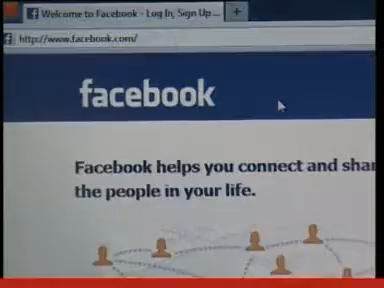 Welcome to Facebook - Log In, Sign Up ...
http://www.facebook.com/
facebook
Facebook helps you connect and shar
the people in your life.